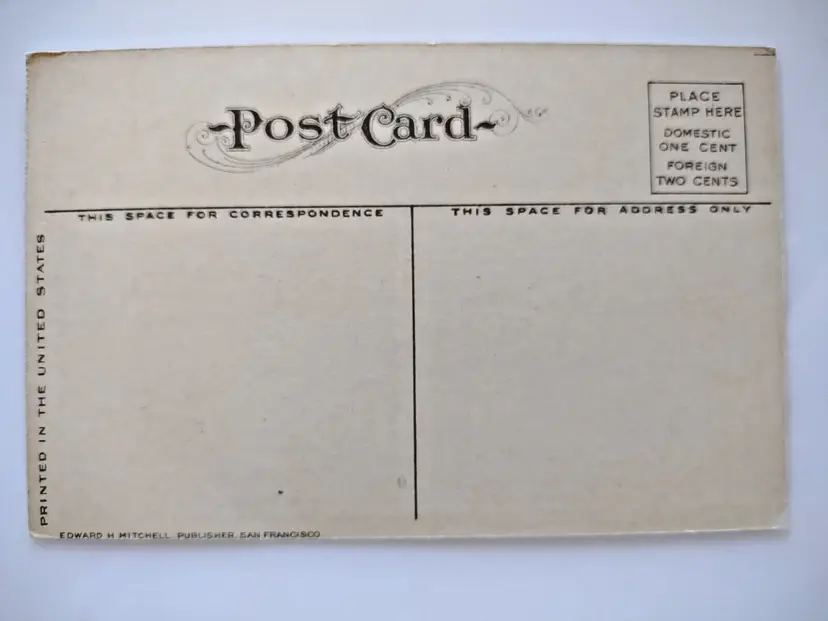 Post Card
PLACE
STAMP HERE
DOMESTIC
ONE CENT
FOREIGN
TWO CENTS
THIS SPACE FOR CORRESPONDENCE
THIS SPACE FOR ADDRESS ONLY
PRINTED IN THE UNITED STATES
EDWARD H MITCHELL, PUBLISHER, SAN FRANCISCO